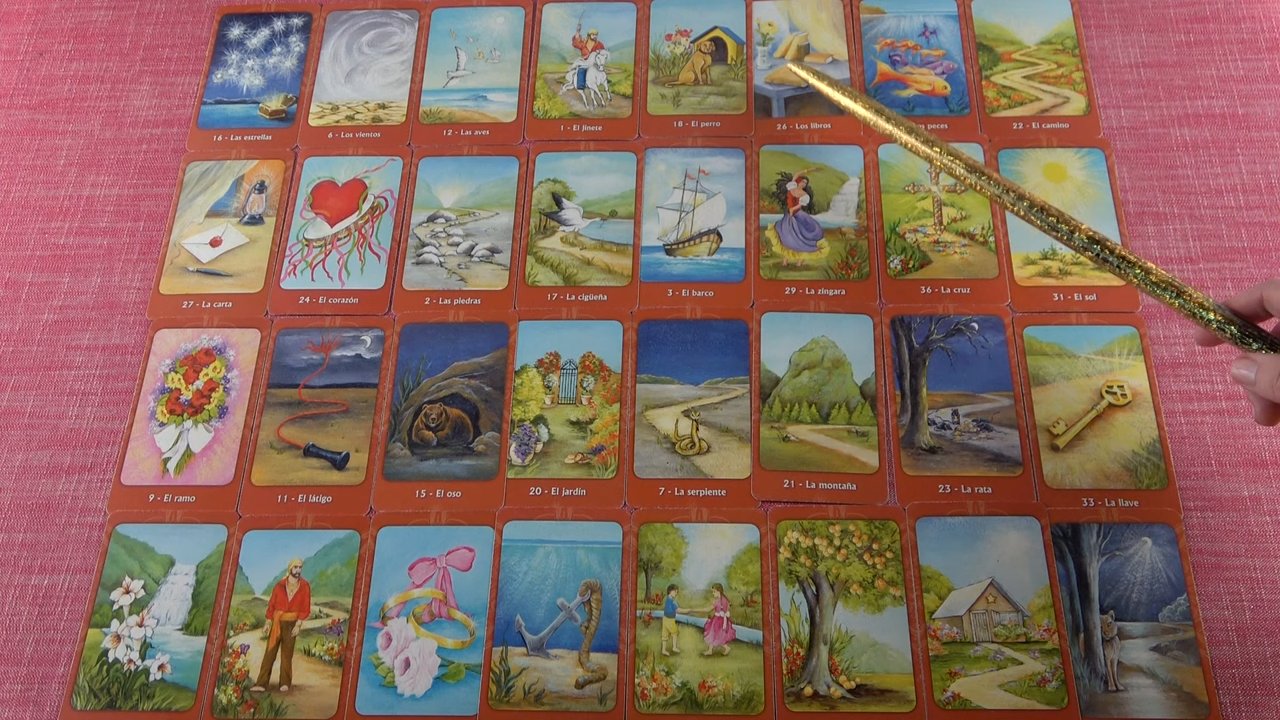 16 - Las estrellas
6 - Los vientos
12 - Las aves
1 - El jinete
18 - El perro
26 - Los libros
peces
22 - El camino
27 - La carta
24 - El corazón
2 - Las piedras
17 - La cigüeña
3 - El barco
29 - La zingara
36 - La cruz
31 - El sol
9 - El ramo
11 - El látigo
15 - El oso
20 - El jardín
7 - La serpiente
21 - La montaña
23 - La rata
33 - La llave